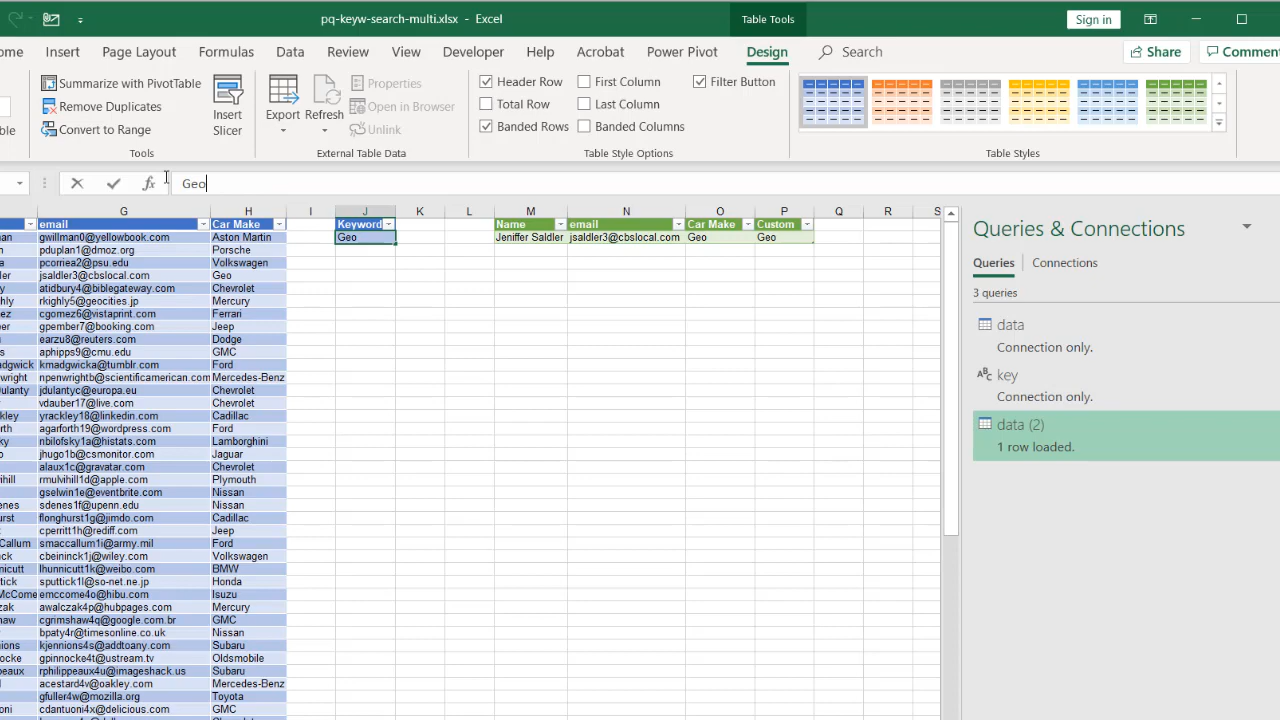 pq-keyw-search-multi.xlsx - Excel
Table Tools
Sign in
Insert Page Layout Formulas Data Review View Developer Help Acrobat Power Pivot Design Search Share
Summarize with PivotTable
Remove Duplicates
Convert to Range
Tools
Insert
Slicer
Export
Refresh
Properties
Open in Browser
Unlink
External Table Data
Header Row First Column Filter Button
Total Row Last Column
Banded Rows Banded Columns
Table Style Options
Table Styles
fx Geo
G H I J K L M N O P Q R S
email Car Make Keyword Name email Car Make Custom
gwillman0@yellowbook.com Aston Martin Geo Jeniffer Saldler jsaldler3@cbslocal.com Geo Geo
pduplan1@dmoz.org Porsche
pcorriea2@psu.edu Volkswagen
jsaldler3@cbslocal.com Geo
atidbury4@biblegateway.com Chevrolet
rkighly5@geocities.jp Mercury
cgomez6@vistaprint.com Ferrari
gpember7@booking.com Jeep
earzu8@reuters.com Dodge
aphipps9@cmu.edu GMC
kmadgwicka@tumblr.com Ford
npenwrightb@scientificamerican.com Mercedes-Benz
jdulantyc@europa.eu Chevrolet
vdauber17@live.com Chevrolet
yrackley18@linkedin.com Cadillac
agarforth19@wordpress.com Ford
nbilofsky1a@histats.com Lamborghini
jhugo1b@csmonitor.com Jaguar
alaux1c@gravatar.com Chevrolet
rmulvihill1d@apple.com Plymouth
gselwin1e@eventbrite.com Nissan
sdenes1f@upenn.edu Nissan
flonghurst1g@jimdo.com Cadillac
cperritt1h@rediff.com Jeep
smaccallum1i@army.mil Ford
cbeininck1j@wiley.com Volkswagen
lhunnicutt1k@weibo.com BMW
sputtick1l@so-net.ne.jp Honda
emccome4o@hibu.com Isuzu
awalczak4p@hubpages.com Mercury
cgrimshaw4q@google.com.br GMC
bpaty4r@timesonline.co.uk Nissan
kjennions4s@addtoany.com Subaru
gpinnocke4t@ustream.tv Oldsmobile
rphilippeaux4u@imageshack.us Subaru
acestard4v@oakley.com Mercedes-Benz
gfuller4w@mozilla.org Toyota
cdantuoni4x@delicious.com GMC
Queries & Connections
Queries Connections
3 queries
data
Connection only.
ABC key
Connection only.
data (2)
1 row loaded.